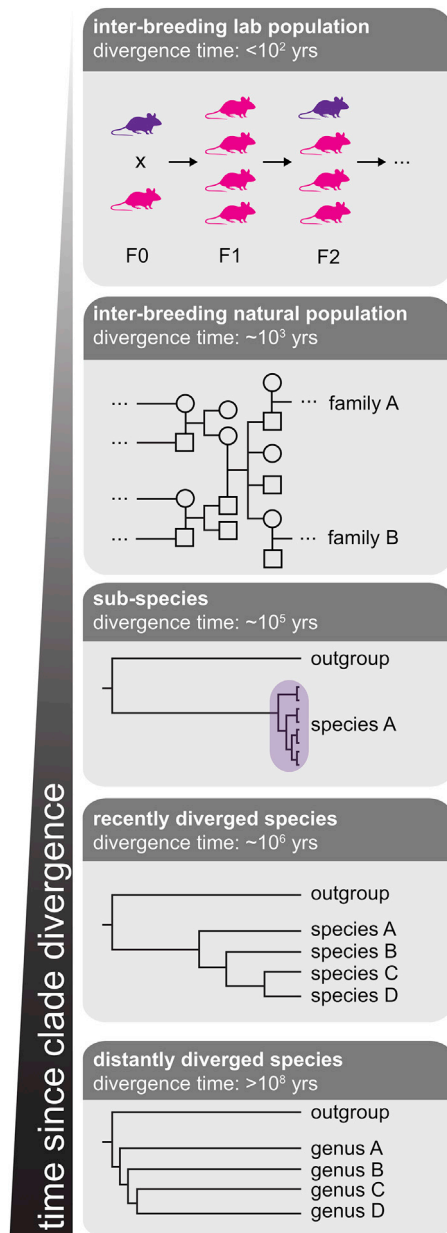 inter-breeding lab population
divergence time: <10² yrs
x
...
F0 F1 F2
inter-breeding natural population
divergence time: ~10³ yrs
... ... family A
...
...
... ... family B
sub-species
divergence time: ~10⁵ yrs
outgroup
species A
recently diverged species
divergence time: ~10⁶ yrs
outgroup
species A
species B
species C
species D
distantly diverged species
divergence time: >10⁸ yrs
outgroup
genus A
genus B
genus C
genus D
time since clade divergence